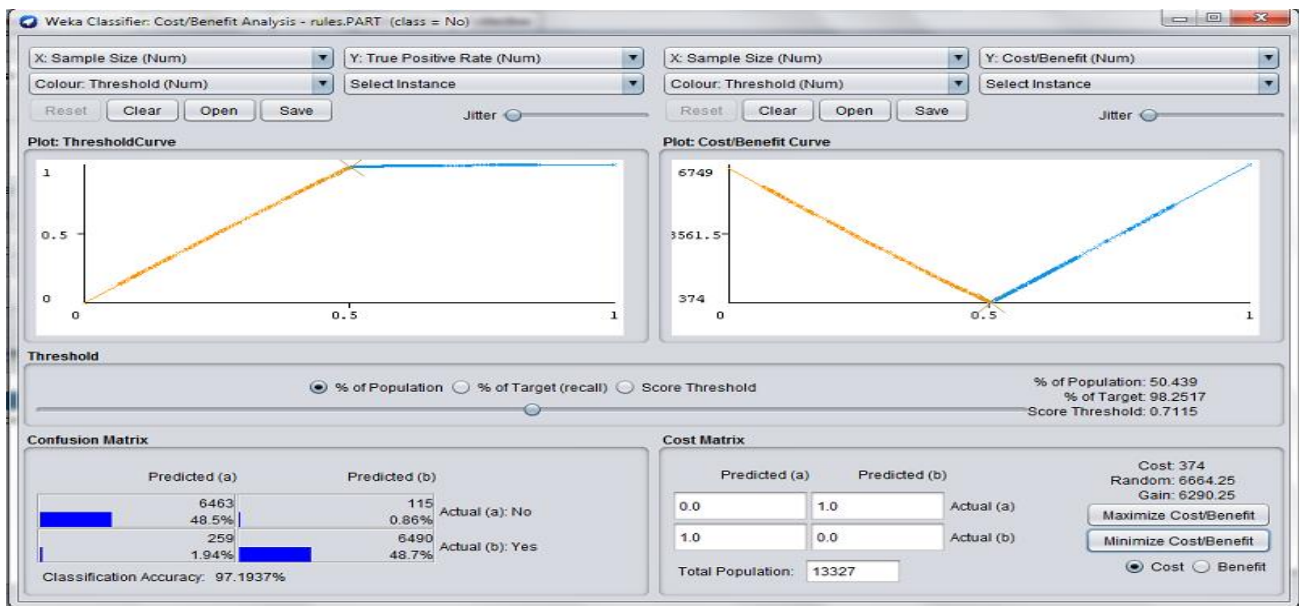 Weka Classifier: Cost/Benefit Analysis - rules.PART (class = No)
X: Sample Size (Num) Y: True Positive Rate (Num) X: Sample Size (Num) Y: Cost/Benefit (Num)
Colour: Threshold (Num) Select Instance Colour: Threshold (Num) Select Instance
Reset Clear Open Save Jitter Reset Clear Open Save Jitter
Plot: ThresholdCurve Plot: Cost/Benefit Curve
1 6749
0.5 3561.5
0 374
0 0.5 1 0 0.5 1
Threshold
% of Population % of Target (recall) Score Threshold
% of Population: 50.439
% of Target: 98.2517
Score Threshold: 0.7115
Confusion Matrix
Predicted (a) Predicted (b)
6463 115
48.5% 0.86% Actual (a): No
259 6490
1.94% 48.7% Actual (b): Yes
Classification Accuracy: 97.1937%
Cost Matrix
Predicted (a) Predicted (b)
0.0 1.0 Actual (a)
1.0 0.0 Actual (b)
Total Population: 13327
Cost: 374
Random: 6664.25
Gain: 6290.25
Maximize Cost/Benefit
Minimize Cost/Benefit
Cost Benefit